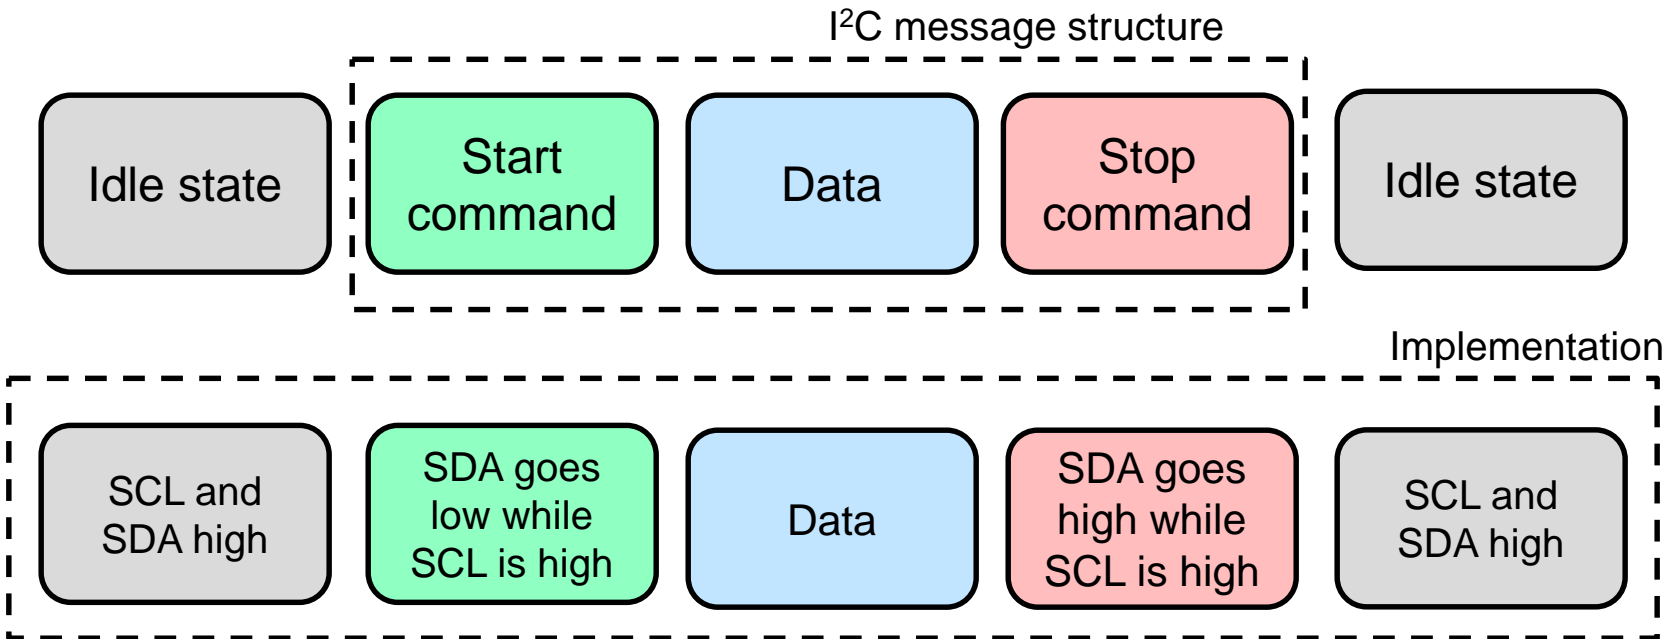 I²C message structure
Idle state
Start
command
Data
Stop
command
Idle state
Implementation
SCL and
SDA high
SDA goes
low while
SCL is high
Data
SDA goes
high while
SCL is high
SCL and
SDA high